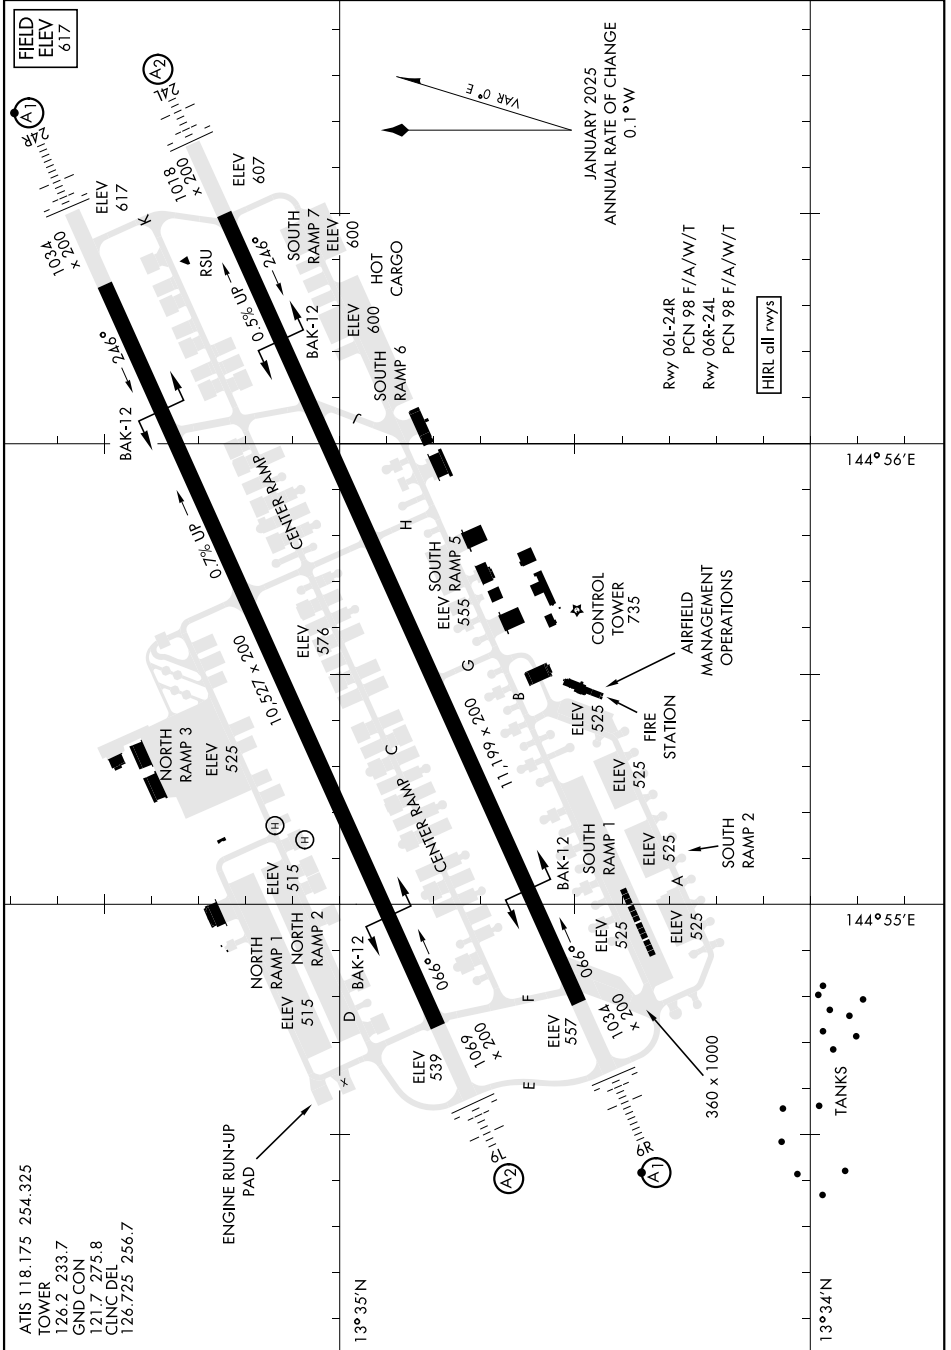 ATIS 118.175 254.325
TOWER
126.2 233.7
GND CON
121.7 275.8
CLNC DEL
126.725 256.7
FIELD
ELEV
617
A1
24R
A2
24L
1034
× 200
ELEV
617
1018
× 200
ELEV
607
K
RSU
246°
BAK-12
0.7% UP
10,527 × 200
246°
0.5% UP
BAK-12
SOUTH
RAMP 7
ELEV
600
HOT
CARGO
ELEV
600
SOUTH
RAMP 6
J
VAR 0° E
JANUARY 2025
ANNUAL RATE OF CHANGE
0.1° W
Rwy 06L-24R
PCN 98 F/A/W/T
Rwy 06R-24L
PCN 98 F/A/W/T
HIRL all rwys
144° 56'E
CENTER RAMP
ELEV
576
H
SOUTH
RAMP 5
ELEV
555
G
B
CONTROL
TOWER
735
AIRFIELD
MANAGEMENT
OPERATIONS
FIRE
STATION
ELEV
525
ELEV
525
NORTH
RAMP 3
ELEV
525
H
H
ELEV
515
NORTH
RAMP 2
NORTH
RAMP 1
ELEV
515
C
CENTER RAMP
11,199 × 200
BAK-12
SOUTH
RAMP 1
ELEV
525
SOUTH
RAMP 2
A
ELEV
525
ELEV
525
144° 55'E
BAK-12
066°
D
066°
F
E
ELEV
539
1069
× 200
ELEV
557
1034
× 200
360 x 1000
6L
A2
6R
A1
ENGINE RUN-UP
PAD
x
TANKS
13° 35'N
13° 34'N